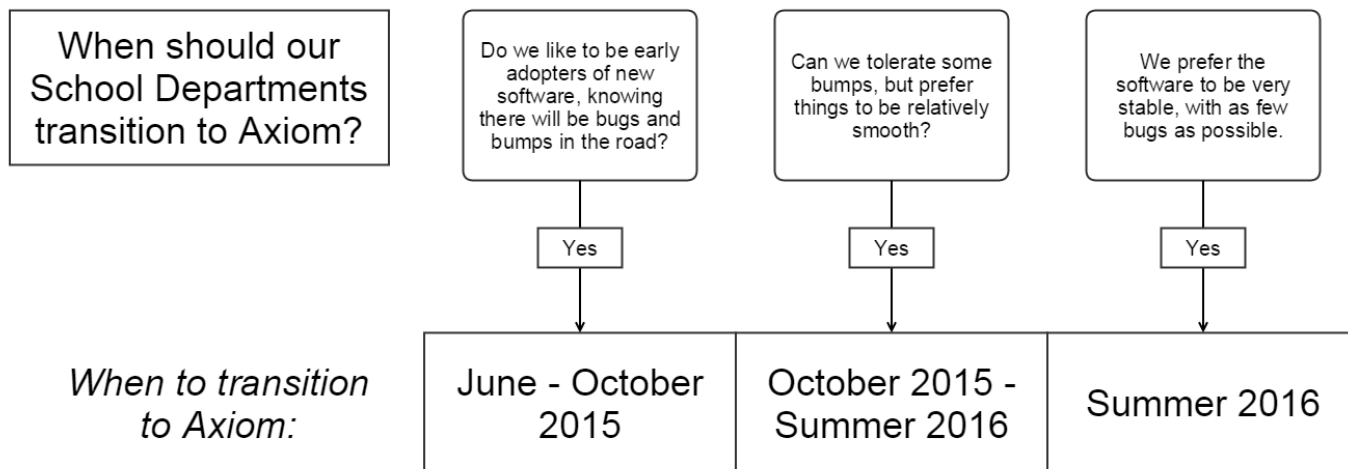 When should our
School Departments
transition to Axiom?
Do we like to be early
adopters of new
software, knowing
there will be bugs and
bumps in the road?
Can we tolerate some
bumps, but prefer
things to be relatively
smooth?
We prefer the
software to be very
stable, with as few
bugs as possible.
Yes
Yes
Yes
When to transition
to Axiom:
June - October
2015
October 2015 -
Summer 2016
Summer 2016